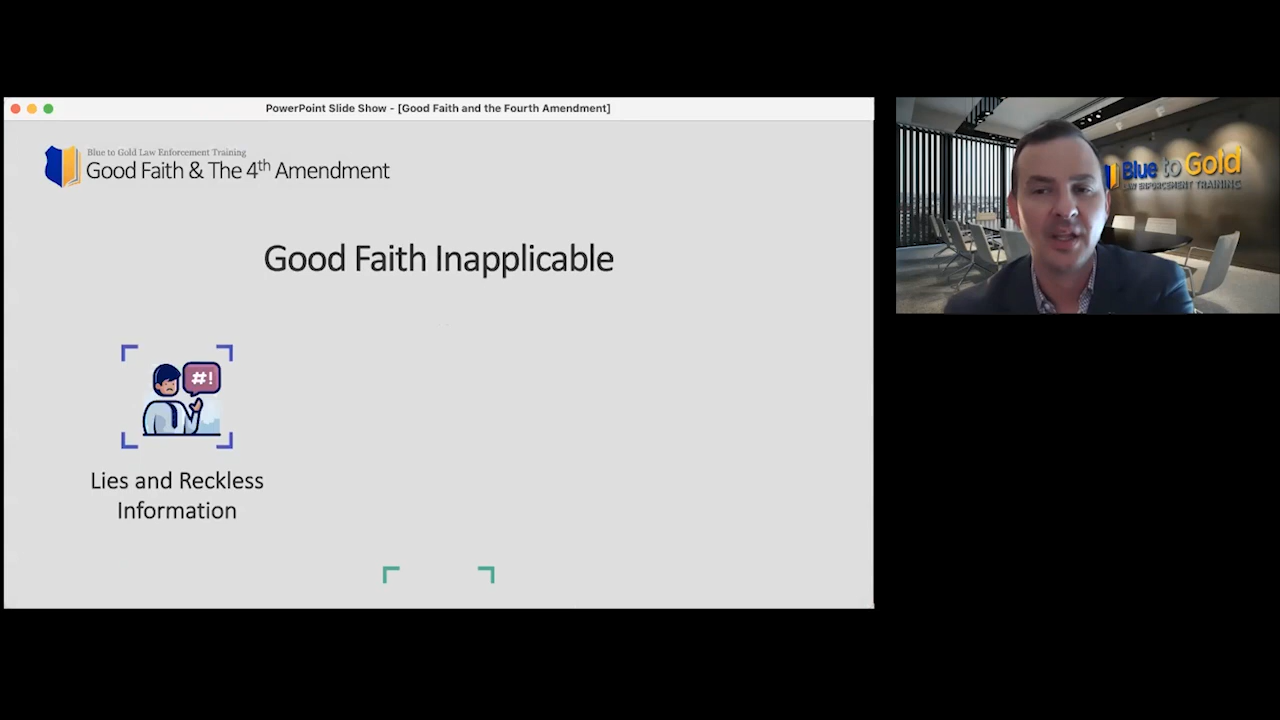 PowerPoint Slide Show - [Good Faith and the Fourth Amendment]
Blue to Gold Law Enforcement Training
Good Faith & The 4th Amendment
Good Faith Inapplicable
#!
Lies and Reckless
Information
Blue to Gold
LAW ENFORCEMENT TRAINING